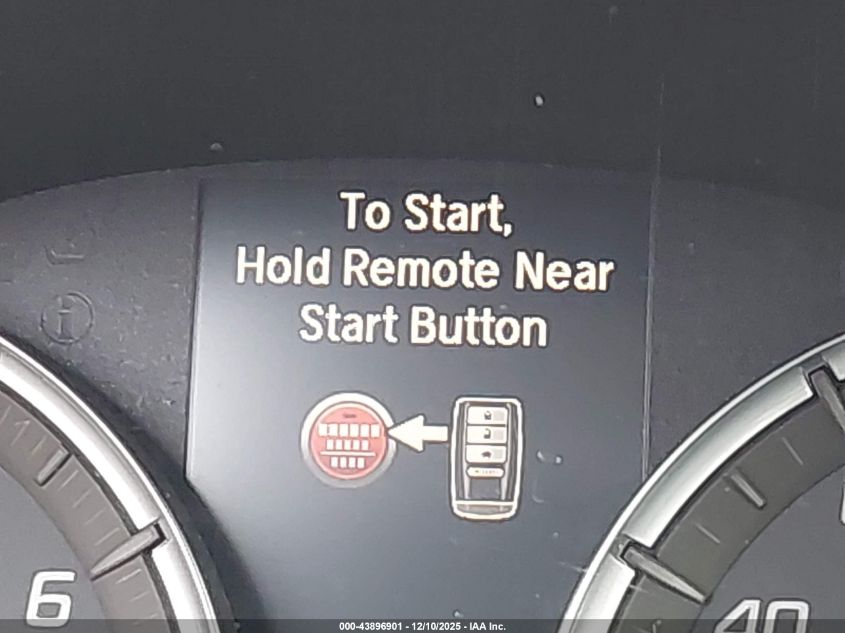 To Start,
Hold Remote Near
Start Button
6
40
000-43896901 - 12/10/2025 - IAA Inc.